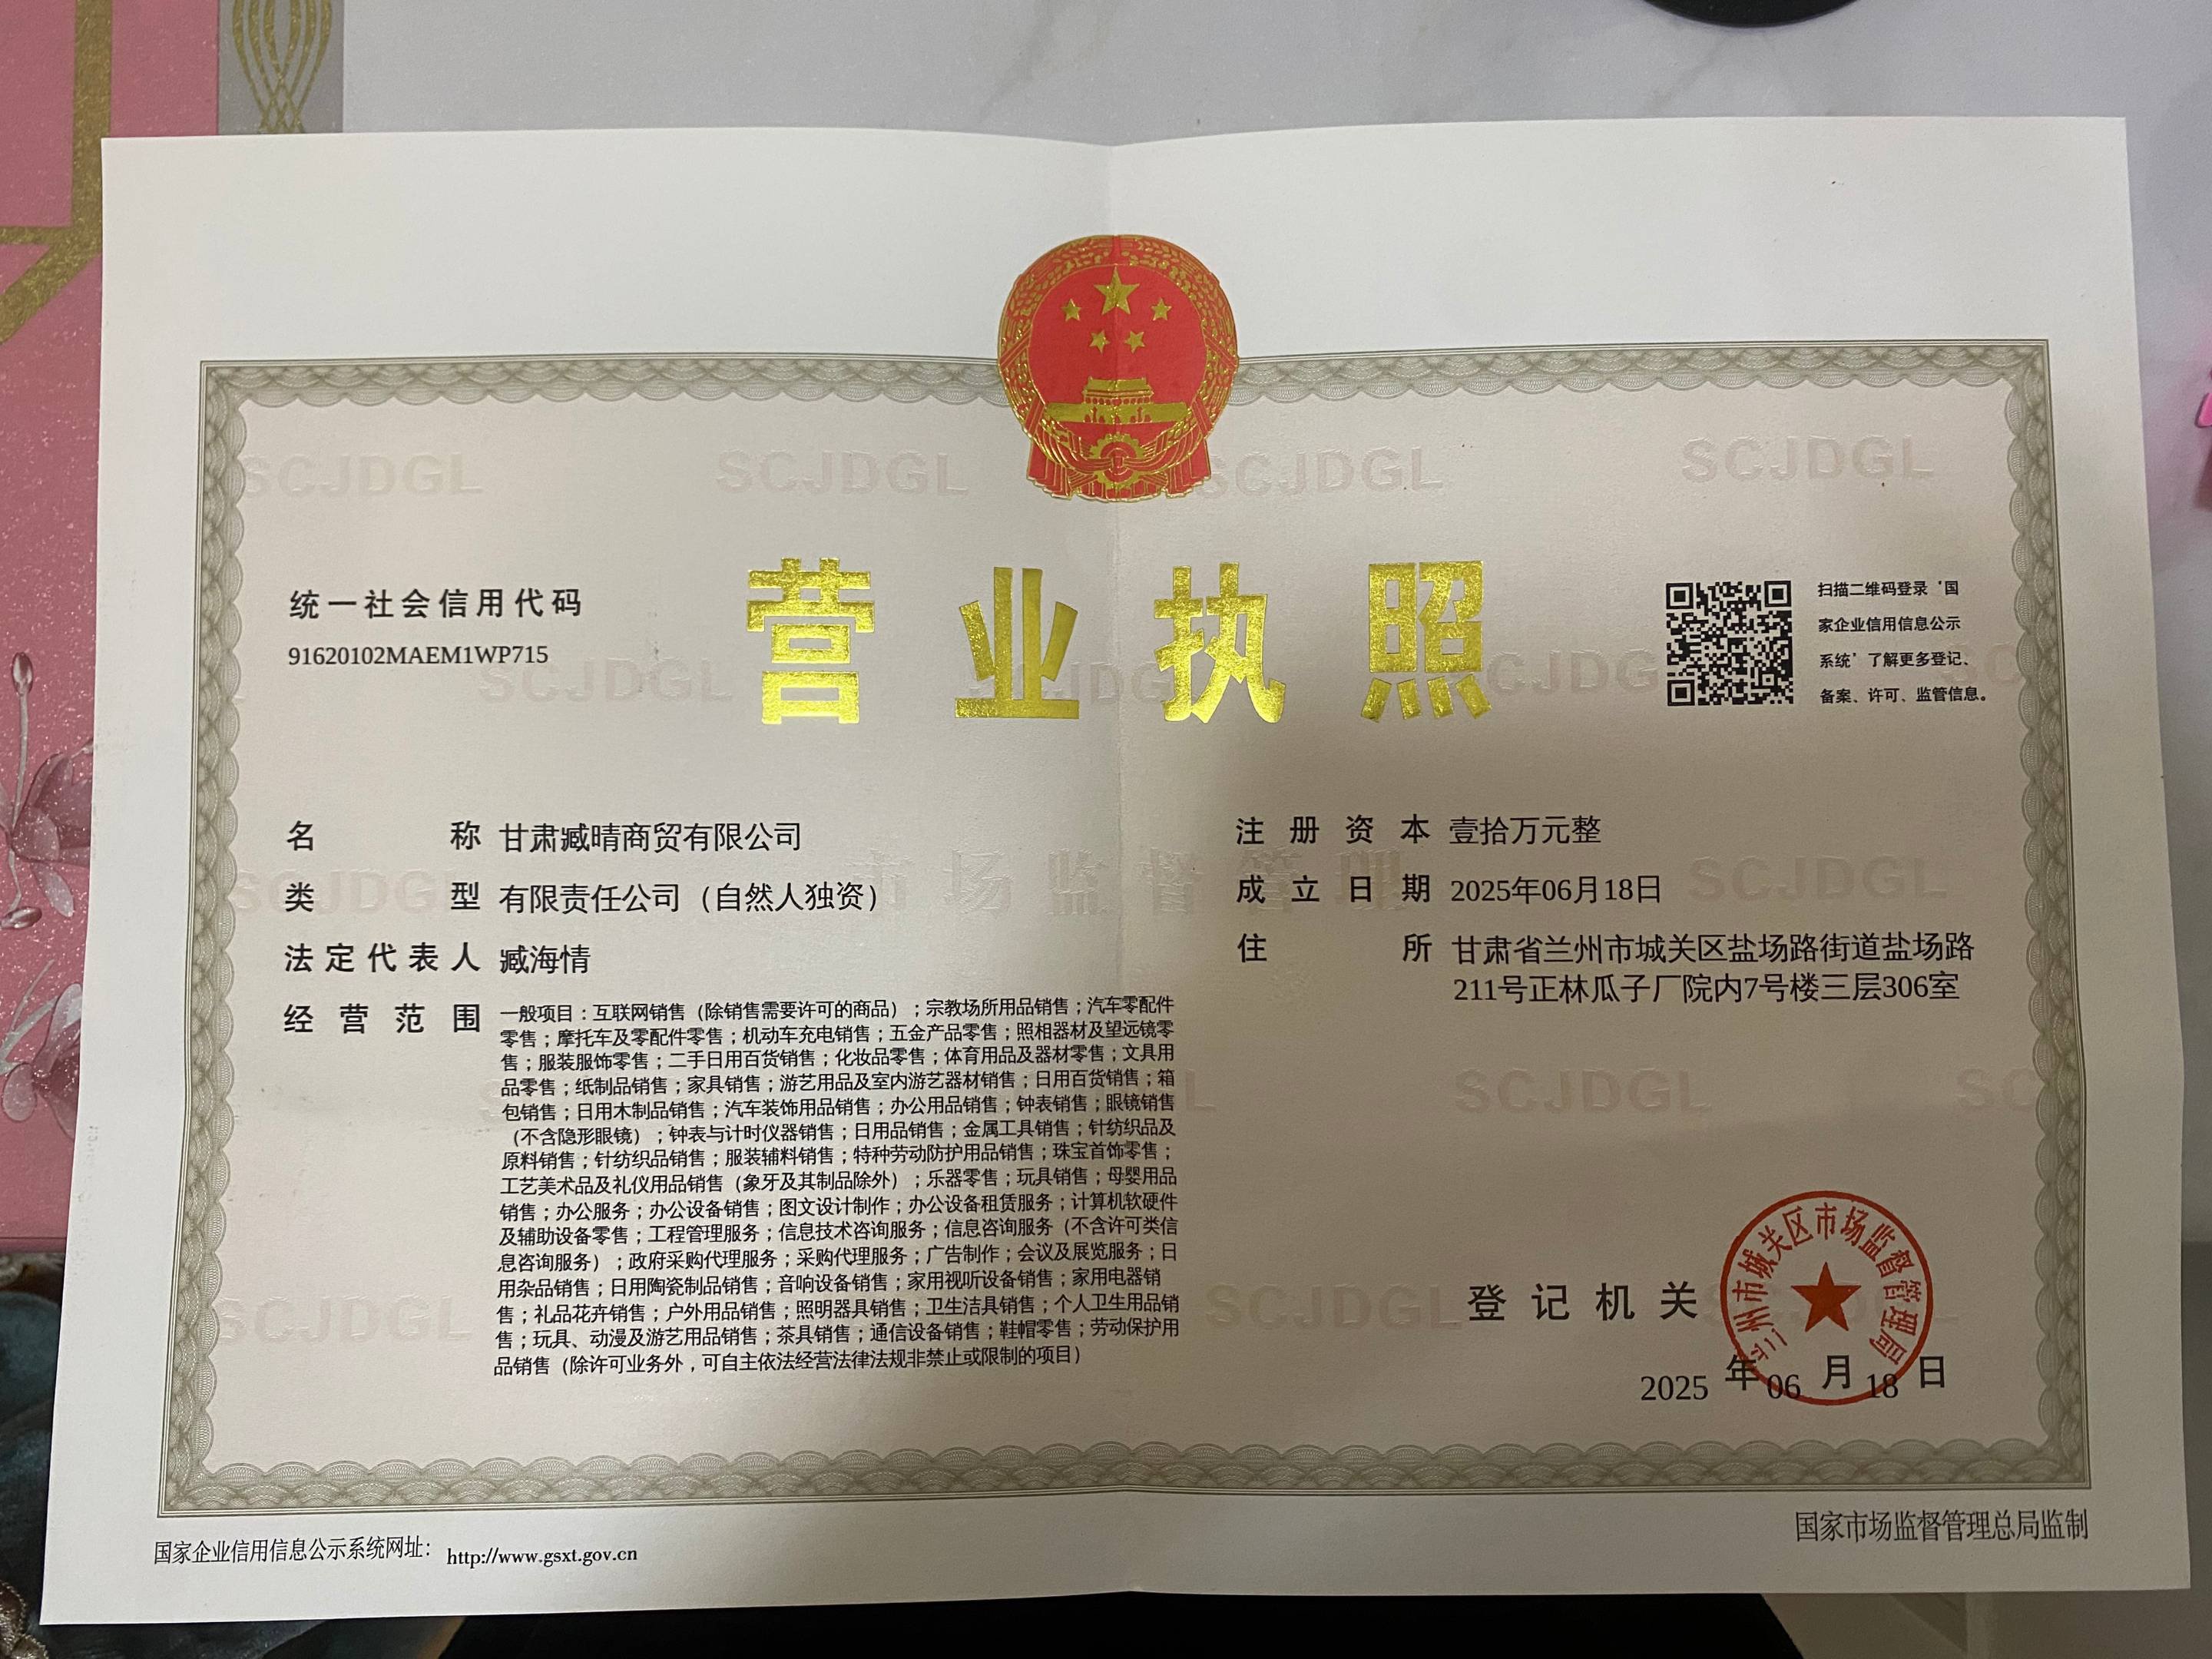 统一社会信用代码
91620102MAEM1WP715
营业执照
扫描二维码登录‘国
家企业信用信息公示
系统’了解更多登记、
备案、许可、监管信息。
名称 甘肃臧晴商贸有限公司
类型 有限责任公司（自然人独资）
法定代表人 臧海情
经营范围 一般项目：互联网销售（除销售需要许可的商品）；宗教场所用品销售；汽车零配件
零售；摩托车及零配件零售；机动车充电销售；五金产品零售；照相器材及望远镜零
售；服装服饰零售；二手日用百货销售；化妆品零售；体育用品及器材零售；文具用
品零售；纸制品销售；家具销售；游艺用品及室内游艺器材销售；日用百货销售；箱
包销售；日用木制品销售；汽车装饰用品销售；办公用品销售；钟表销售；眼镜销售
（不含隐形眼镜）；钟表与计时仪器销售；日用品销售；金属工具销售；针纺织品及
原料销售；针纺织品销售；服装辅料销售；特种劳动防护用品销售；珠宝首饰零售；
工艺美术品及礼仪用品销售（象牙及其制品除外）；乐器零售；玩具销售；母婴用品
销售；办公服务；办公设备销售；图文设计制作；办公设备租赁服务；计算机软硬件
及辅助设备零售；工程管理服务；信息技术咨询服务；信息咨询服务（不含许可类信
息咨询服务）；政府采购代理服务；采购代理服务；广告制作；会议及展览服务；日
用杂品销售；日用陶瓷制品销售；音响设备销售；家用视听设备销售；家用电器销
售；礼品花卉销售；户外用品销售；照明器具销售；卫生洁具销售；个人卫生用品销
售；玩具、动漫及游艺用品销售；茶具销售；通信设备销售；鞋帽零售；劳动保护用
品销售（除许可业务外，可自主依法经营法律法规非禁止或限制的项目）
注册资本 壹拾万元整
成立日期 2025年06月18日
住所 甘肃省兰州市城关区盐场路街道盐场路
211号正林瓜子厂院内7号楼三层306室
SCJDGL SCJDGL SCJDGL SCJDGL
SCJDGL
市场监督管理
SCJDGL SCJDGL
SCJDGL
SCJDGL SCJDGL
登记机关
兰州市城关区市场监督管理局
2025年06月18日
国家企业信用信息公示系统网址： http://www.gsxt.gov.cn
国家市场监督管理总局监制